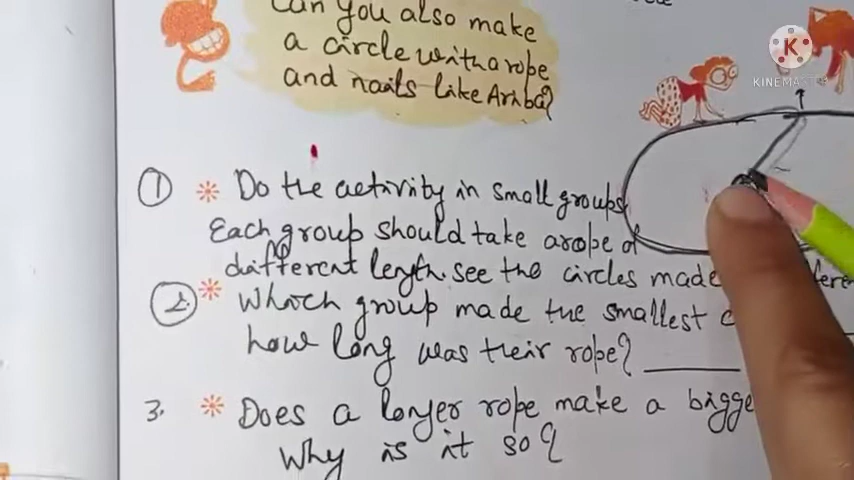 Can you also make
a circle with a rope
and nails like Ariba?
① * Do the activity in small groups
Each group should take a rope of
different length. see the circles made
② * Which group made the smallest
how long was their rope?
3. * Does a longer rope make a bigge
Why is it so?
K
KINEMA